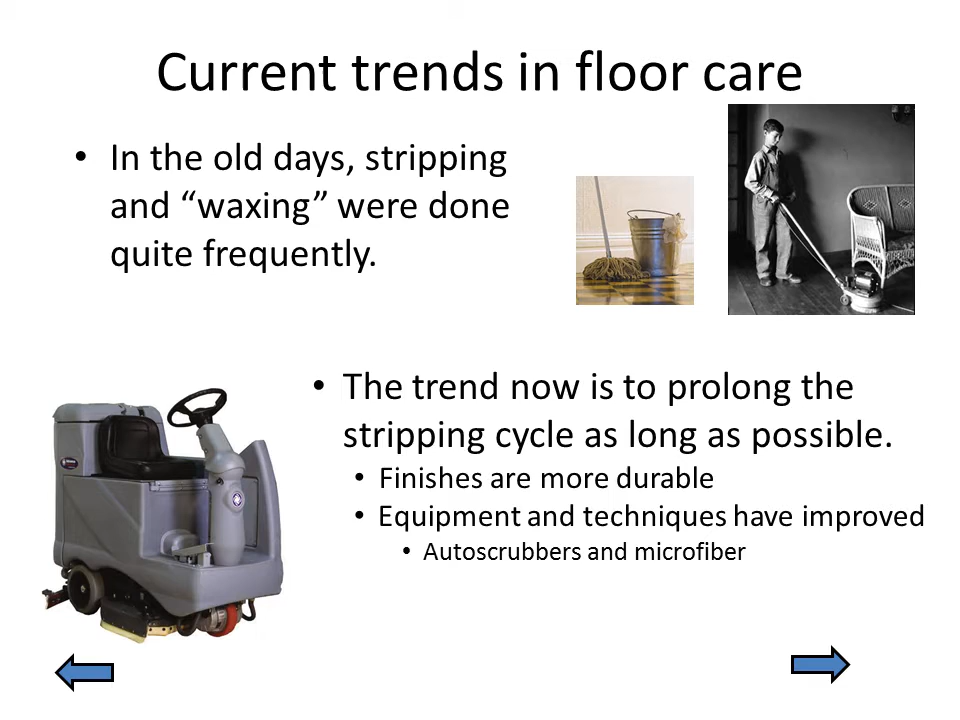 Current trends in floor care
• In the old days, stripping
and “waxing” were done
quite frequently.
• The trend now is to prolong the
stripping cycle as long as possible.
• Finishes are more durable
• Equipment and techniques have improved
• Autoscrubbers and microfiber